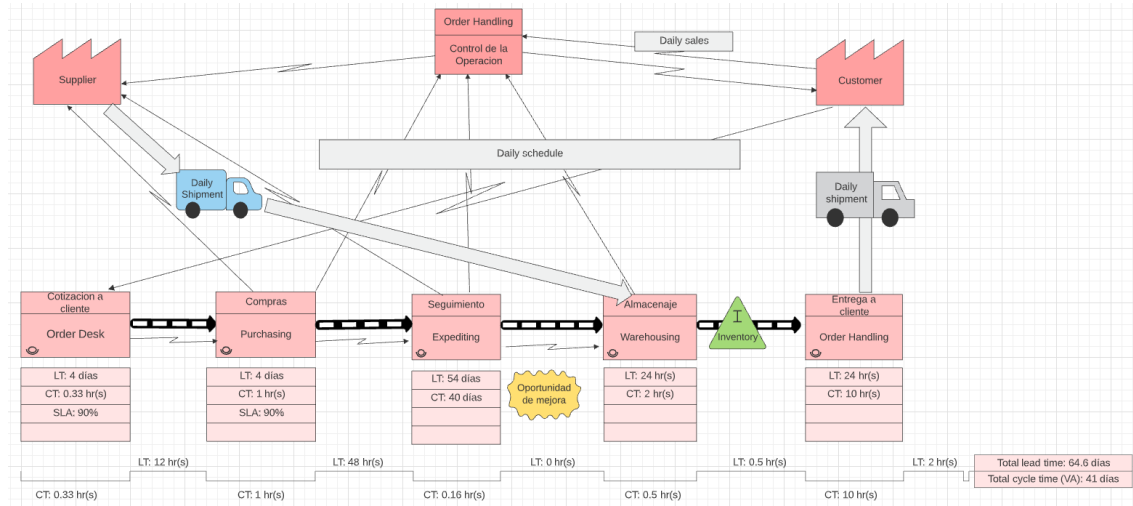 Order Handling
Control de la
Operacion
Daily sales
Supplier
Customer
Daily schedule
Daily
Shipment
Daily
shipment
Cotizacion a
cliente
Order Desk
Compras
Purchasing
Seguimiento
Expediting
Almacenaje
Warehousing
I
Inventory
Entrega a
cliente
Order Handling
LT: 4 días
CT: 0.33 hr(s)
SLA: 90%
LT: 4 días
CT: 1 hr(s)
SLA: 90%
LT: 54 días
CT: 40 días
Oportunidad
de mejora
LT: 24 hr(s)
CT: 2 hr(s)
LT: 24 hr(s)
CT: 10 hr(s)
LT: 12 hr(s)
LT: 48 hr(s)
LT: 0 hr(s)
LT: 0.5 hr(s)
LT: 2 hr(s)
Total lead time: 64.6 días
Total cycle time (VA): 41 días
CT: 0.33 hr(s)
CT: 1 hr(s)
CT: 0.16 hr(s)
CT: 0.5 hr(s)
CT: 10 hr(s)